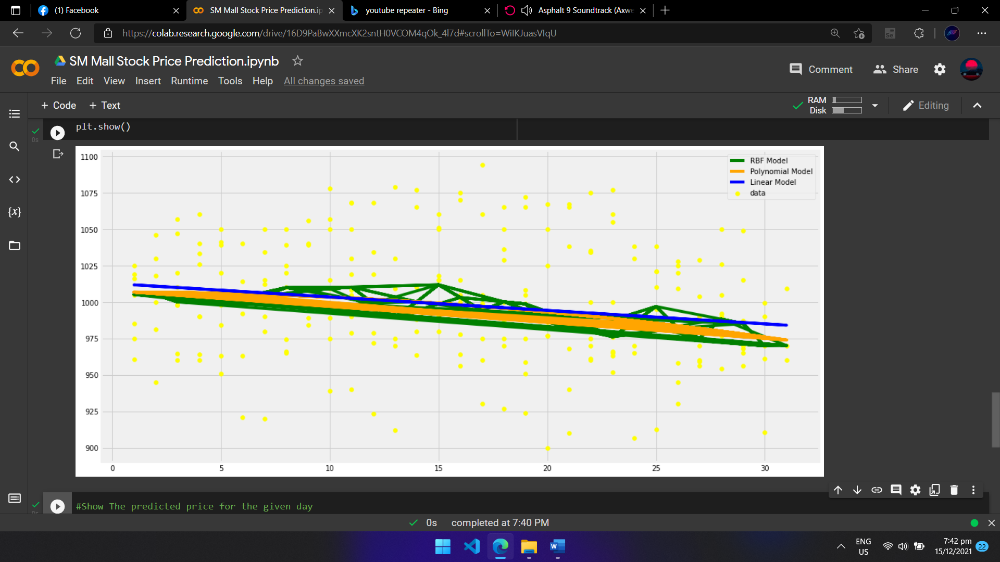 (1) Facebook
SM Mall Stock Price Prediction.ip
youtube repeater - Bing
Asphalt 9 Soundtrack (Axwe
https://colab.research.google.com/drive/16D9PaBwXXmcXK2sntH0VCOM4qOk_4l7d#scrollTo=WiIKJuasVIqU
SM Mall Stock Price Prediction.ipynb
Comment
Share
File Edit View Insert Runtime Tools Help All changes saved
+ Code + Text
RAM
Disk
Editing
plt.show()
0s
1100
1075
1050
1025
1000
975
950
925
900
0 5 10 15 20 25 30
RBF Model
Polynomial Model
Linear Model
data
{x}
#Show The predicted price for the given day
0s completed at 7:40 PM
ENG
US
7:42 pm
15/12/2021
22